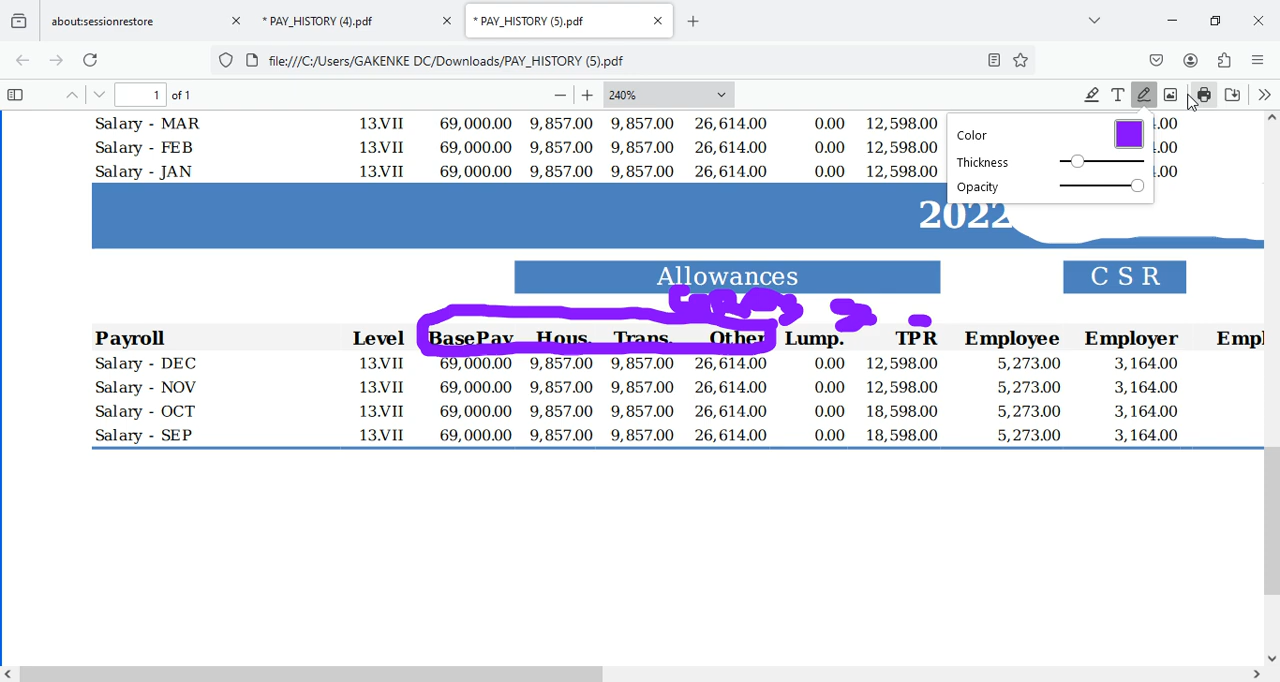 about:sessionrestore
* PAY_HISTORY (4).pdf
* PAY_HISTORY (5).pdf
file:///C:/Users/GAKENKE DC/Downloads/PAY_HISTORY (5).pdf
1 of 1
240%
Color
Thickness
Opacity
Salary - MAR 13.VII 69,000.00 9,857.00 9,857.00 26,614.00 0.00 12,598.00
Salary - FEB 13.VII 69,000.00 9,857.00 9,857.00 26,614.00 0.00 12,598.00
Salary - JAN 13.VII 69,000.00 9,857.00 9,857.00 26,614.00 0.00 12,598.00
2022
Allowances C S R
Payroll Level BasePay Hous. Trans. Other Lump. TPR Employee Employer Empl
Salary - DEC 13.VII 69,000.00 9,857.00 9,857.00 26,614.00 0.00 12,598.00 5,273.00 3,164.00
Salary - NOV 13.VII 69,000.00 9,857.00 9,857.00 26,614.00 0.00 12,598.00 5,273.00 3,164.00
Salary - OCT 13.VII 69,000.00 9,857.00 9,857.00 26,614.00 0.00 18,598.00 5,273.00 3,164.00
Salary - SEP 13.VII 69,000.00 9,857.00 9,857.00 26,614.00 0.00 18,598.00 5,273.00 3,164.00